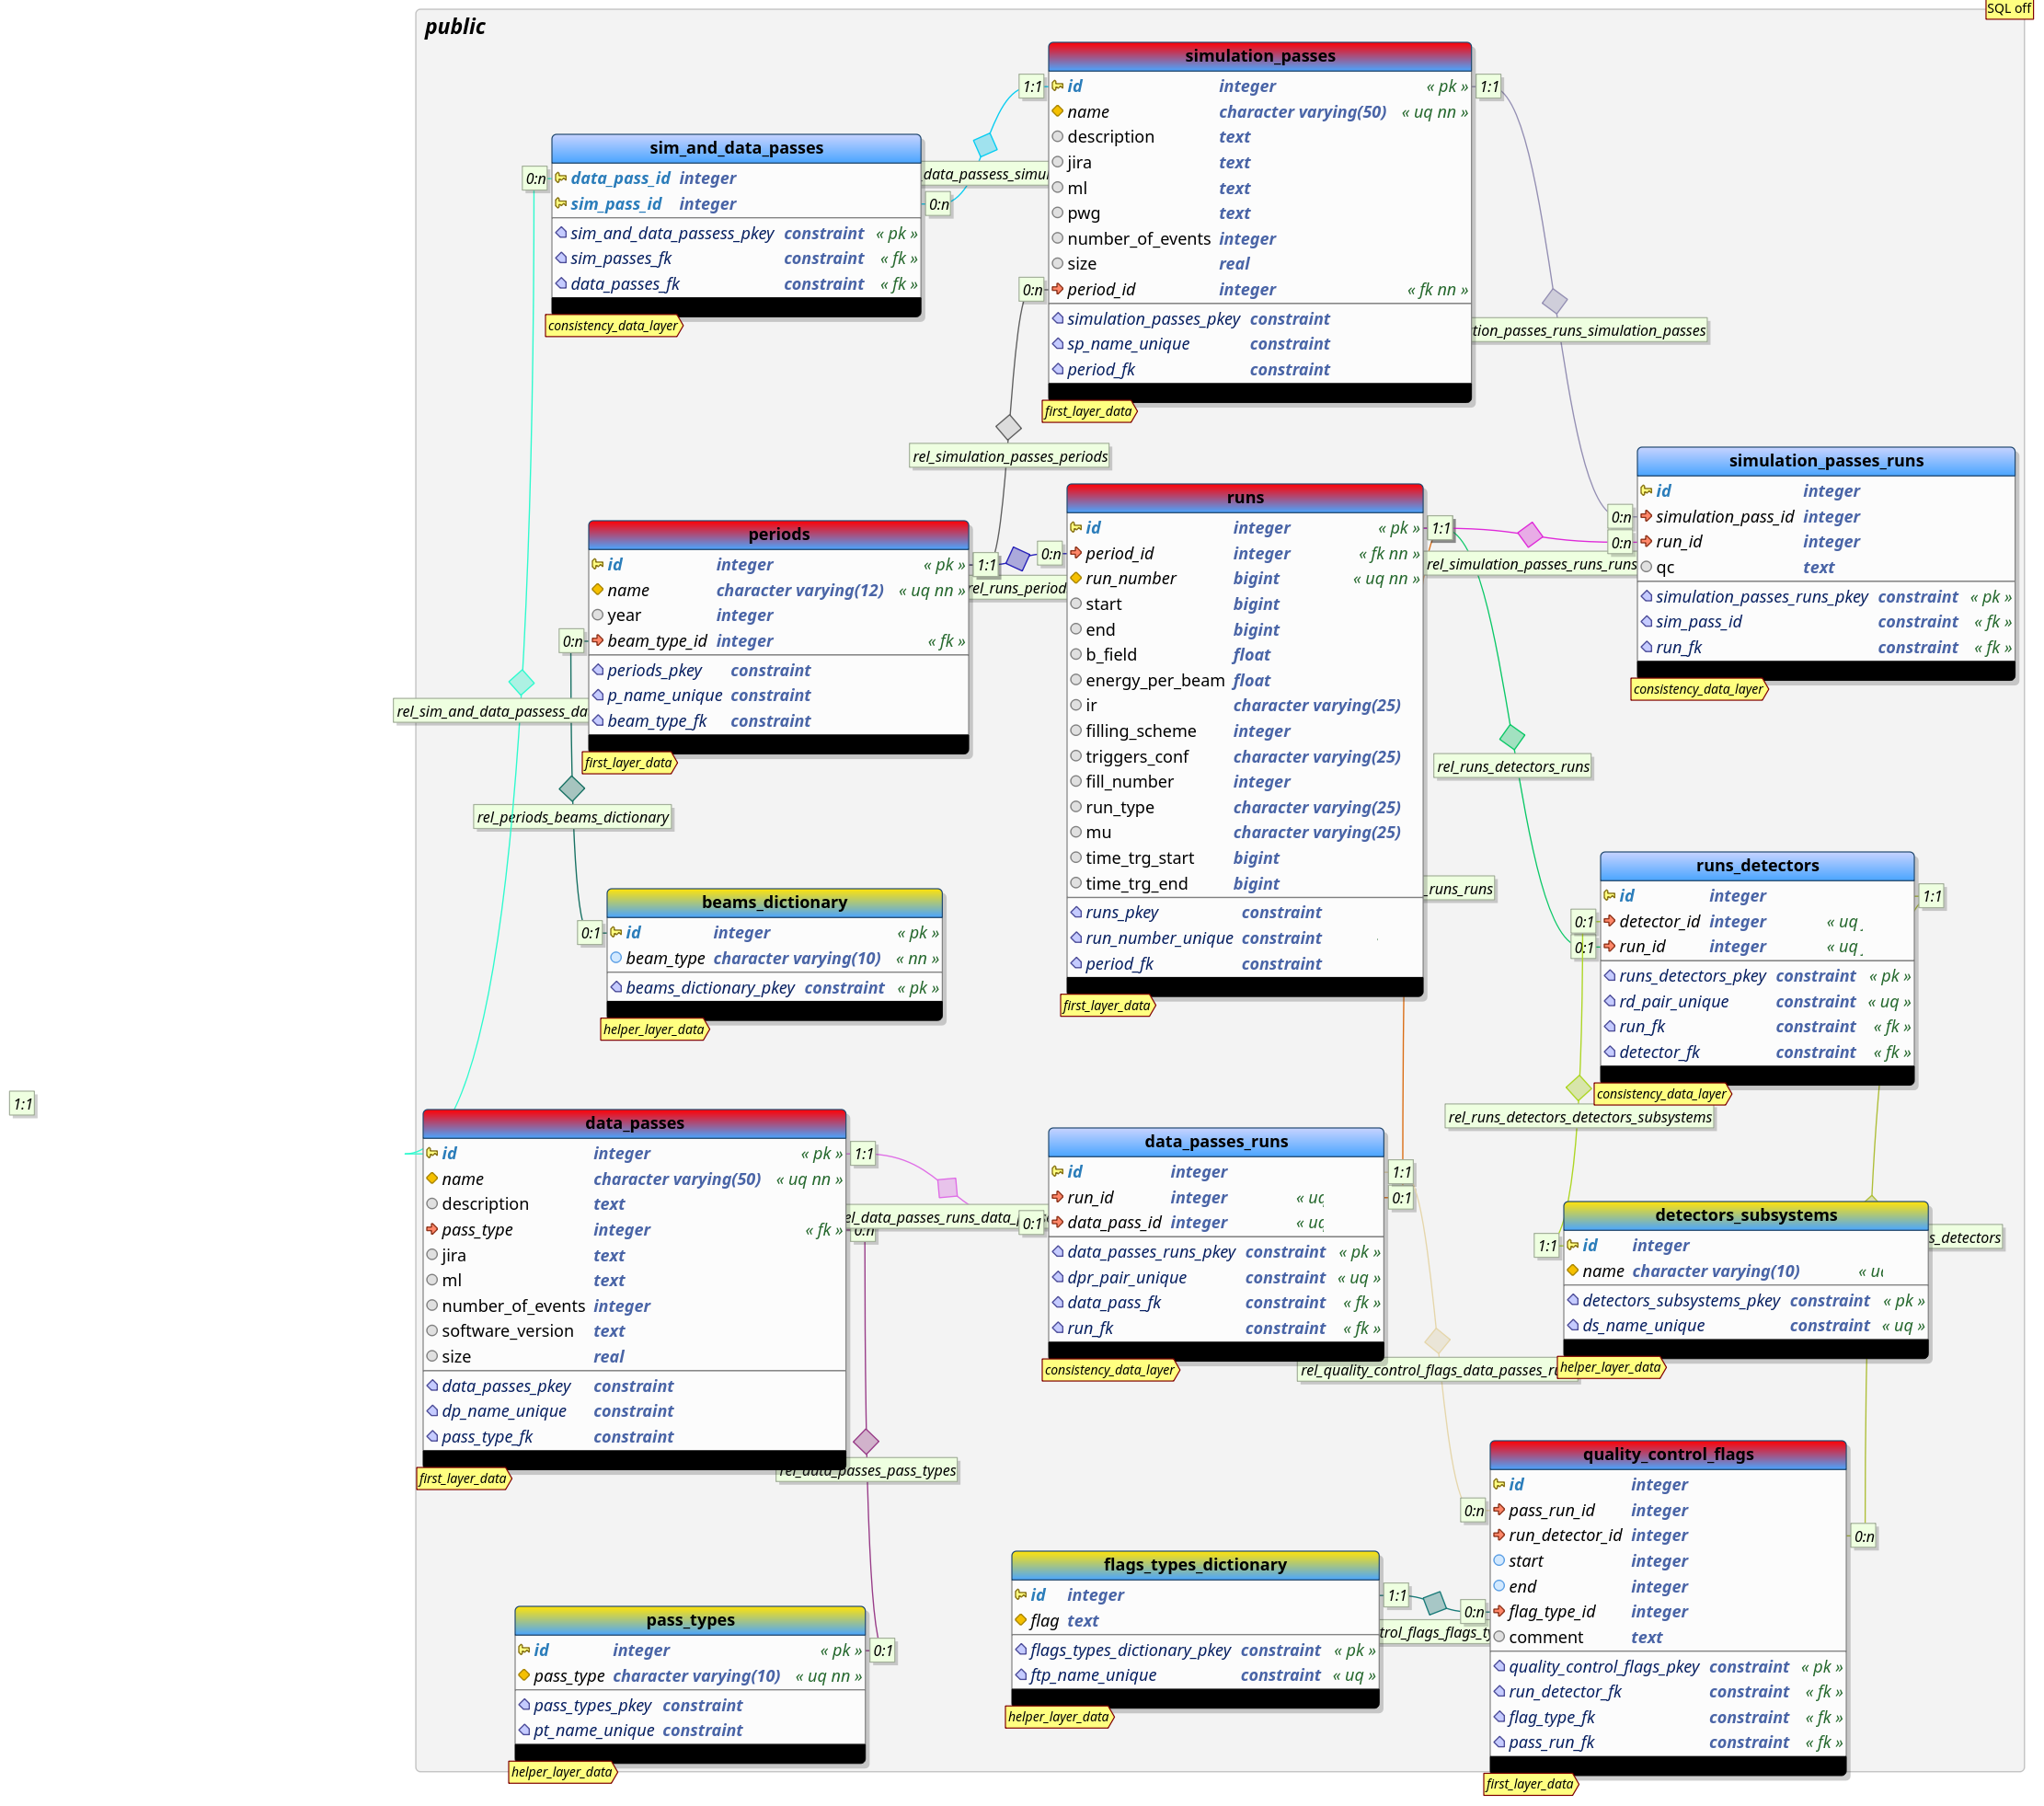 SQL off
public
simulation_passes
id integer « pk »
name character varying(50) « uq nn »
description text
jira text
ml text
pwg text
number_of_events integer
size real
period_id integer « fk nn »
simulation_passes_pkey constraint
sp_name_unique constraint
period_fk constraint
first_layer_data
1:1
1:1
0:n
sim_and_data_passes
data_pass_id integer
sim_pass_id integer
sim_and_data_passess_pkey constraint « pk »
sim_passes_fk constraint « fk »
data_passes_fk constraint « fk »
consistency_data_layer
0:n
0:n
data_passess_simul
tion_passes_runs_simulation_passes
rel_simulation_passes_periods
simulation_passes_runs
id integer
simulation_pass_id integer
run_id integer
qc text
simulation_passes_runs_pkey constraint « pk »
sim_pass_id constraint « fk »
run_fk constraint « fk »
consistency_data_layer
0:n
0:n
runs
id integer « pk »
period_id integer « fk nn »
run_number bigint « uq nn »
start bigint
end bigint
b_field float
energy_per_beam float
ir character varying(25)
filling_scheme integer
triggers_conf character varying(25)
fill_number integer
run_type character varying(25)
mu character varying(25)
time_trg_start bigint
time_trg_end bigint
runs_pkey constraint
run_number_unique constraint
period_fk constraint
first_layer_data
1:1
0:n
rel_simulation_passes_runs_runs
rel_runs_period
periods
id integer « pk »
name character varying(12) « uq nn »
year integer
beam_type_id integer « fk »
periods_pkey constraint
p_name_unique constraint
beam_type_fk constraint
first_layer_data
1:1
0:n
rel_sim_and_data_passess_da
rel_periods_beams_dictionary
rel_runs_detectors_runs
_runs_runs
beams_dictionary
id integer « pk »
beam_type character varying(10) « nn »
beams_dictionary_pkey constraint « pk »
helper_layer_data
0:1
runs_detectors
id integer
detector_id integer « uq
run_id integer « uq
runs_detectors_pkey constraint « pk »
rd_pair_unique constraint « uq »
run_fk constraint « fk »
detector_fk constraint « fk »
consistency_data_layer
1:1
0:1
0:1
rel_runs_detectors_detectors_subsystems
1:1
data_passes
id integer « pk »
name character varying(50) « uq nn »
description text
pass_type integer « fk »
jira text
ml text
number_of_events integer
software_version text
size real
data_passes_pkey constraint
dp_name_unique constraint
pass_type_fk constraint
first_layer_data
1:1
0:n
el_data_passes_runs_data_p
data_passes_runs
id integer
run_id integer « uq
data_pass_id integer « uq
data_passes_runs_pkey constraint « pk »
dpr_pair_unique constraint « uq »
data_pass_fk constraint « fk »
run_fk constraint « fk »
consistency_data_layer
1:1
0:1
0:1
rel_quality_control_flags_data_passes_ru
detectors_subsystems
id integer
name character varying(10) « uq
detectors_subsystems_pkey constraint « pk »
ds_name_unique constraint « uq »
helper_layer_data
1:1
s_detectors
rel_data_passes_pass_types
quality_control_flags
id integer
pass_run_id integer
run_detector_id integer
start integer
end integer
flag_type_id integer
comment text
quality_control_flags_pkey constraint « pk »
run_detector_fk constraint « fk »
flag_type_fk constraint « fk »
pass_run_fk constraint « fk »
first_layer_data
0:n
0:n
0:n
flags_types_dictionary
id integer
flag text
flags_types_dictionary_pkey constraint « pk »
ftp_name_unique constraint « uq »
helper_layer_data
1:1
trol_flags_flags_ty
pass_types
id integer « pk »
pass_type character varying(10) « uq nn »
pass_types_pkey constraint
pt_name_unique constraint
helper_layer_data
0:1